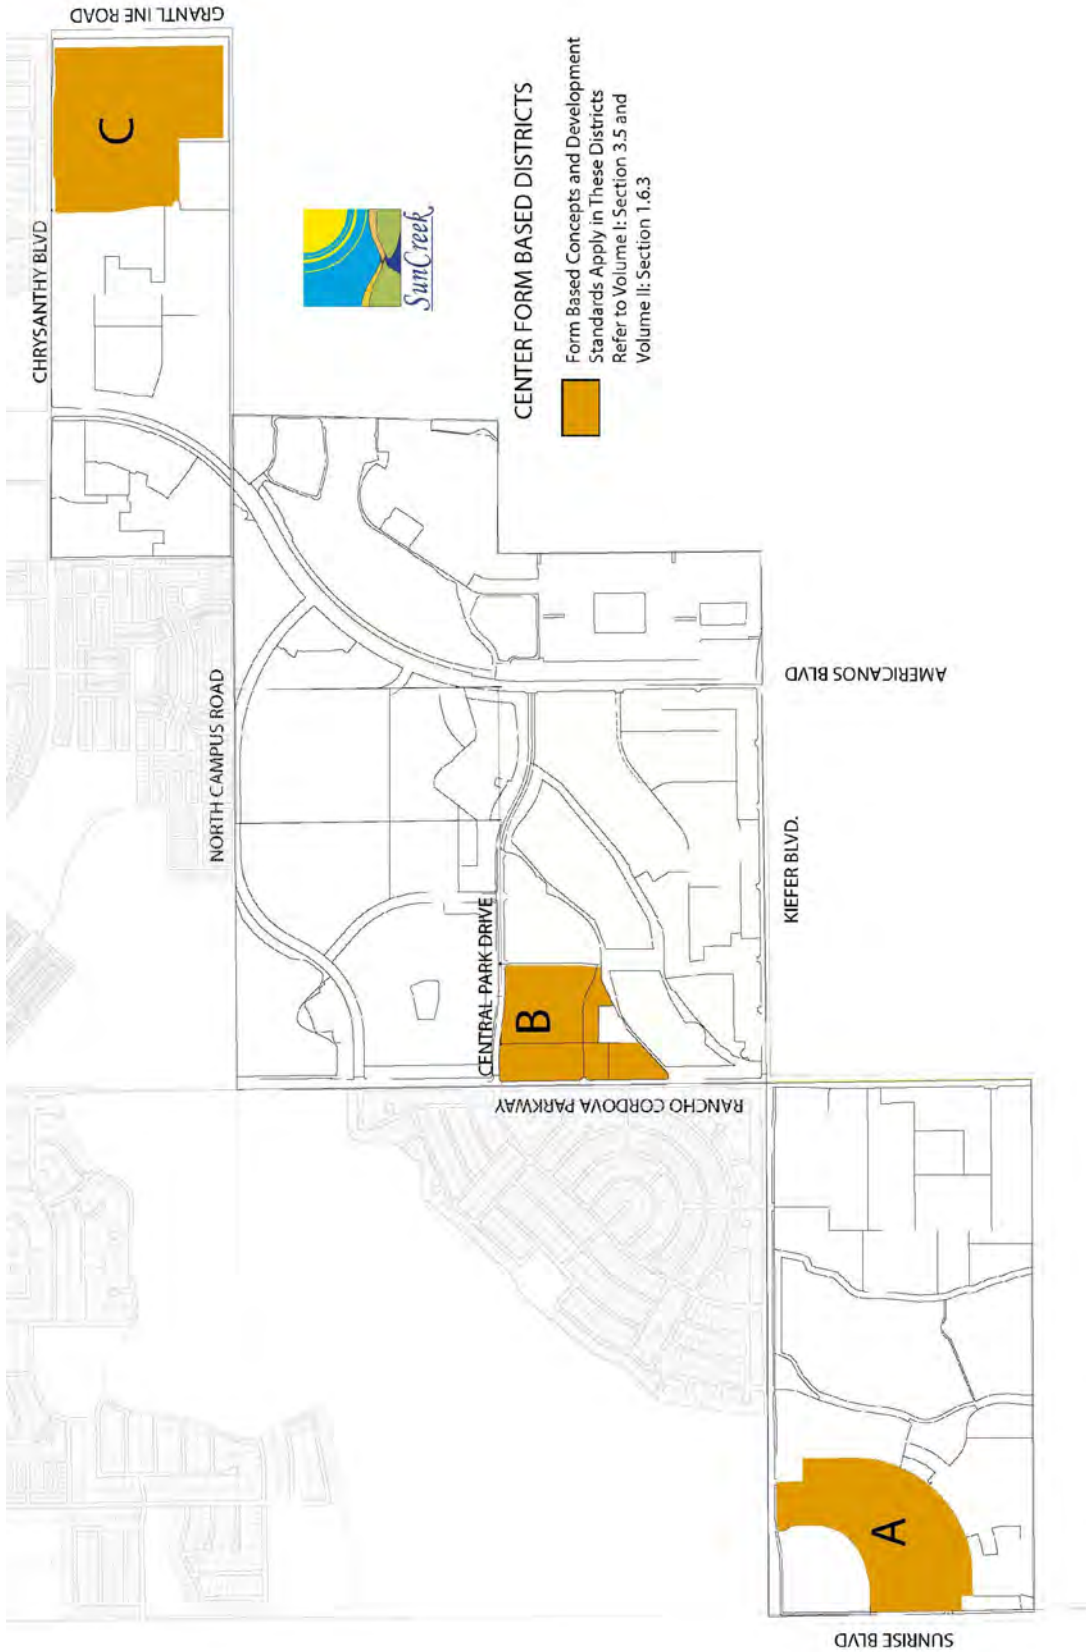 GRANTLINE ROAD
CHRYSANTHY BLVD
C
SunCreek
CENTER FORM BASED DISTRICTS
Form Based Concepts and Development
Standards Apply in These Districts
Refer to Volume I: Section 3.5 and
Volume II: Section 1.6.3
NORTH CAMPUS ROAD
AMERICANOS BLVD
CENTRAL PARK DRIVE
B
KIEFER BLVD.
RANCHO CORDOVA PARKWAY
A
SUNRISE BLVD